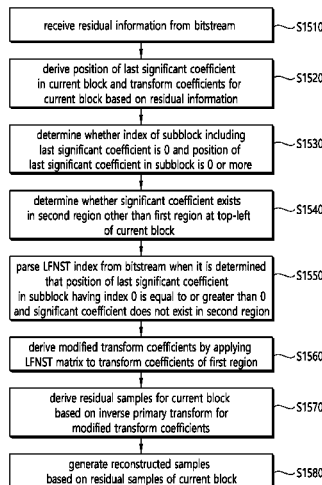 receive residual information from bitstream
S1510
derive position of last significant coefficient
in current block and transform coefficients for
current block based on residual information
S1520
determine whether index of subblock including
last significant coefficient is 0 and position of
last significant coefficient in subblock is 0 or more
S1530
determine whether significant coefficient exists
in second region other than first region at top-left
of current block
S1540
parse LFNST index from bitstream when it is determined
that position of last significant coefficient
in subblock having index 0 is equal to or greater than 0
and significant coefficient does not exist in second region
S1550
derive modified transform coefficients by applying
LFNST matrix to transform coefficients of first region
S1560
derive residual samples for current block
based on inverse primary transform for
modified transform coefficients
S1570
generate reconstructed samples
based on residual samples of current block
S1580